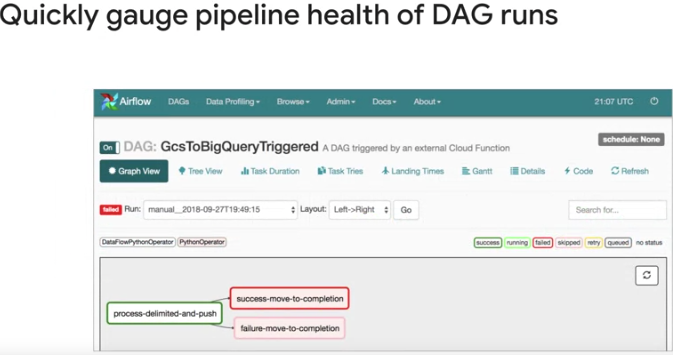 Quickly gauge pipeline health of DAG runs
Airflow DAGs Data Profiling Browse Admin Docs About 21:07 UTC
schedule: None
On DAG: GcsToBigQueryTriggered A DAG triggered by an external Cloud Function
Graph View Tree View Task Duration Task Tries Landing Times Gantt Details Code Refresh
failed Run: manual__2018-09-27T19:49:15 Layout: Left->Right Go Search for...
DataFlowPythonOperator PythonOperator success running failed skipped retry queued no status
success-move-to-completion
process-delimited-and-push
failure-move-to-completion